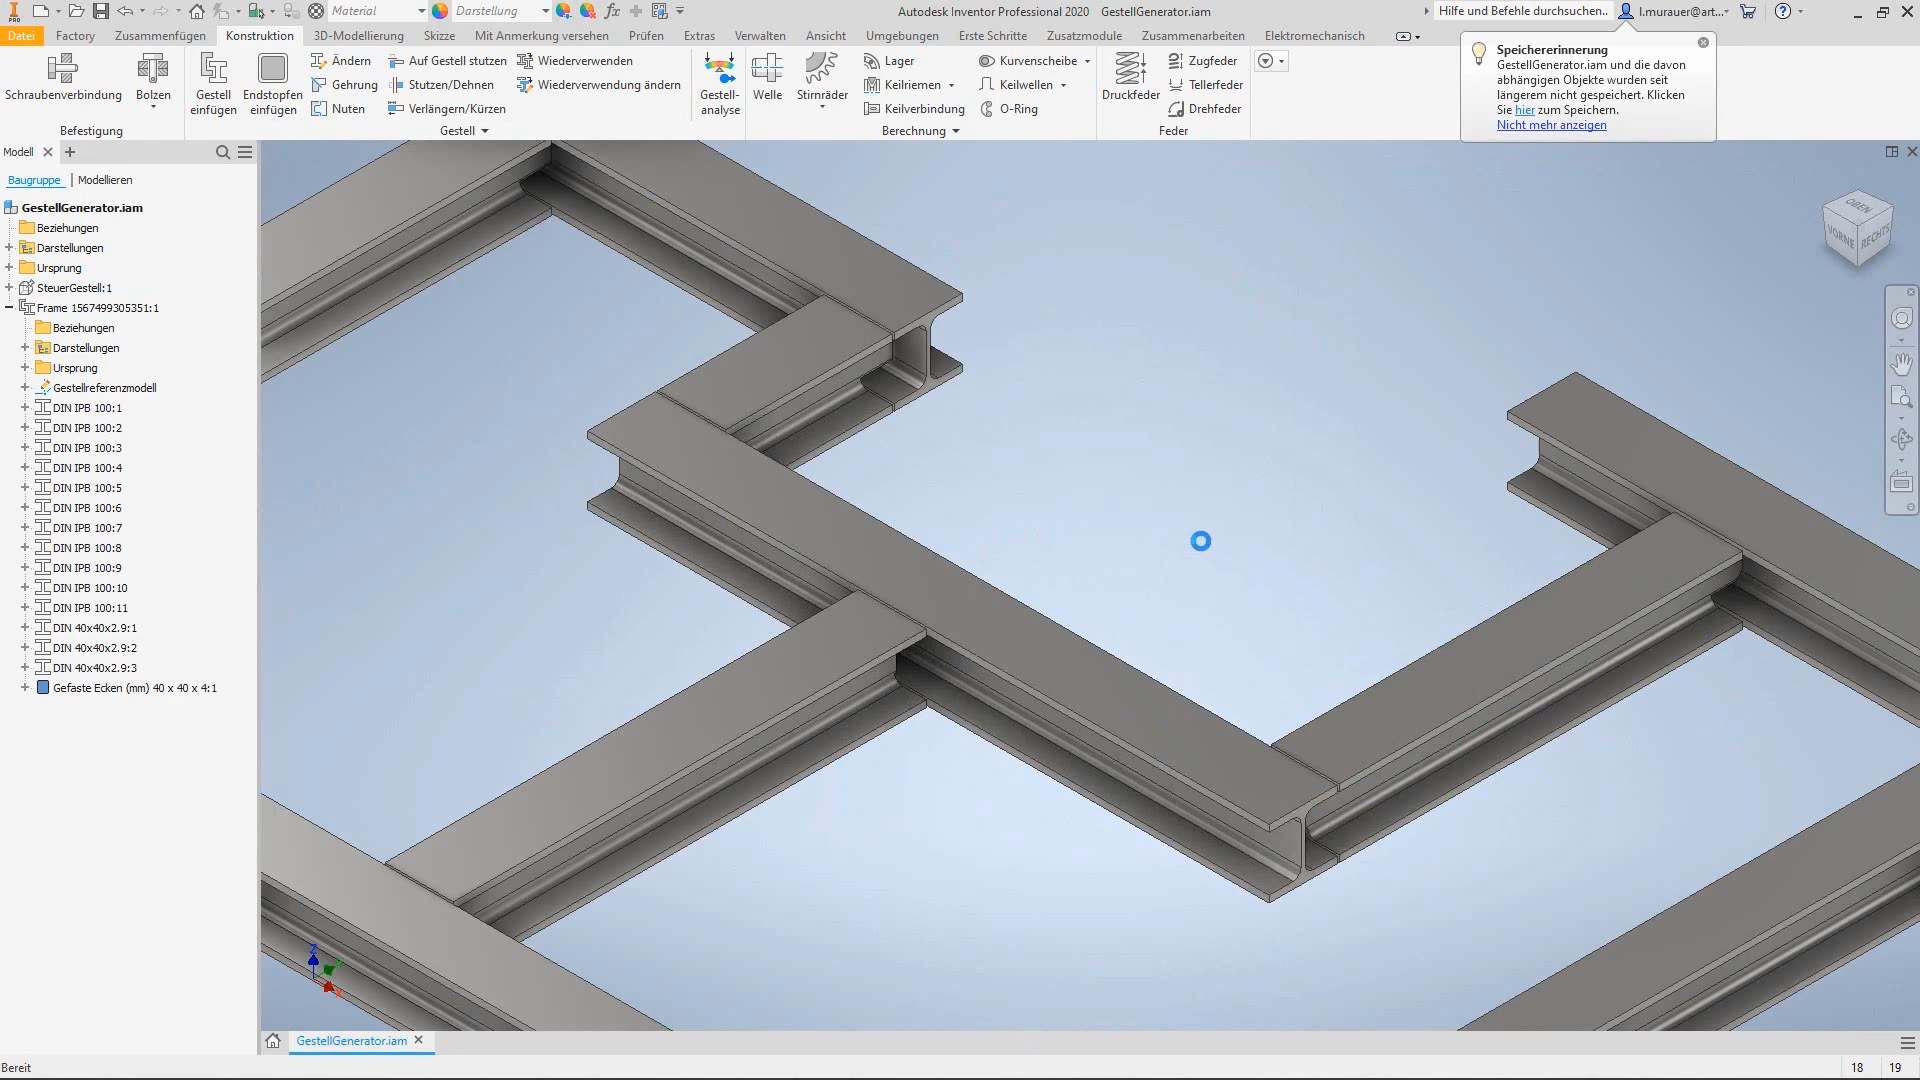 PRO
Material
Darstellung
Autodesk Inventor Professional 2020 GestellGenerator.iam
Hilfe und Befehle durchsuchen..
l.murauer@art...
Datei
Factory
Zusammenfügen
Konstruktion
3D-Modellierung
Skizze
Mit Anmerkung versehen
Prüfen
Extras
Verwalten
Ansicht
Umgebungen
Erste Schritte
Zusatzmodule
Zusammenarbeiten
Elektromechanisch
Schraubenverbindung
Bolzen
Befestigung
Gestell einfügen
Endstopfen einfügen
Ändern
Gehrung
Nuten
Auf Gestell stutzen
Stutzen/Dehnen
Verlängern/Kürzen
Wiederverwenden
Wiederverwendung ändern
Gestell
Gestell-
analyse
Welle
Stirnräder
Lager
Keilriemen
Keilverbindung
Kurvenscheibe
Keilwellen
O-Ring
Berechnung
Druckfeder
Zugfeder
Tellerfeder
Drehfeder
Feder
Speichererinnerung
GestellGenerator.iam und die davon
abhängigen Objekte wurden seit
längerem nicht gespeichert. Klicken
Sie hier zum Speichern.
Nicht mehr anzeigen
Modell
Baugruppe
Modellieren
GestellGenerator.iam
Beziehungen
Darstellungen
Ursprung
SteuerGestell:1
Frame 1567499305351:1
Beziehungen
Darstellungen
Ursprung
Gestellreferenzmodell
DIN IPB 100:1
DIN IPB 100:2
DIN IPB 100:3
DIN IPB 100:4
DIN IPB 100:5
DIN IPB 100:6
DIN IPB 100:7
DIN IPB 100:8
DIN IPB 100:9
DIN IPB 100:10
DIN IPB 100:11
DIN 40x40x2.9:1
DIN 40x40x2.9:2
DIN 40x40x2.9:3
Gefaste Ecken (mm) 40 x 40 x 4:1
OBEN
VORNE
RECHTS
Z
X
GestellGenerator.iam
Bereit
18
19